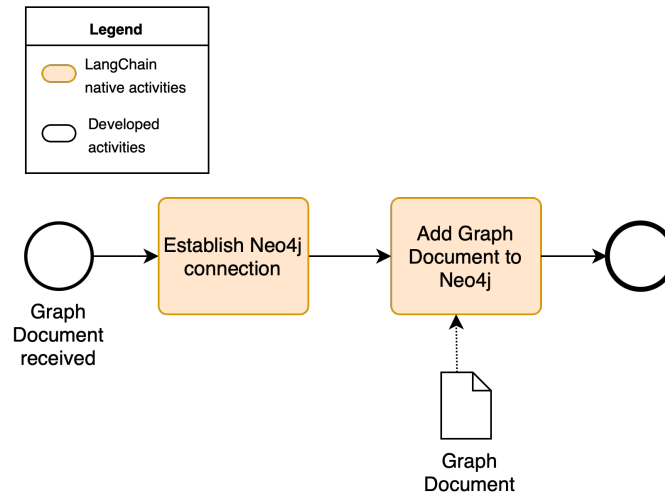 Legend
LangChain
native activities
Developed
activities
Establish Neo4j
connection
Add Graph
Document to
Neo4j
Graph
Document
received
Graph
Document